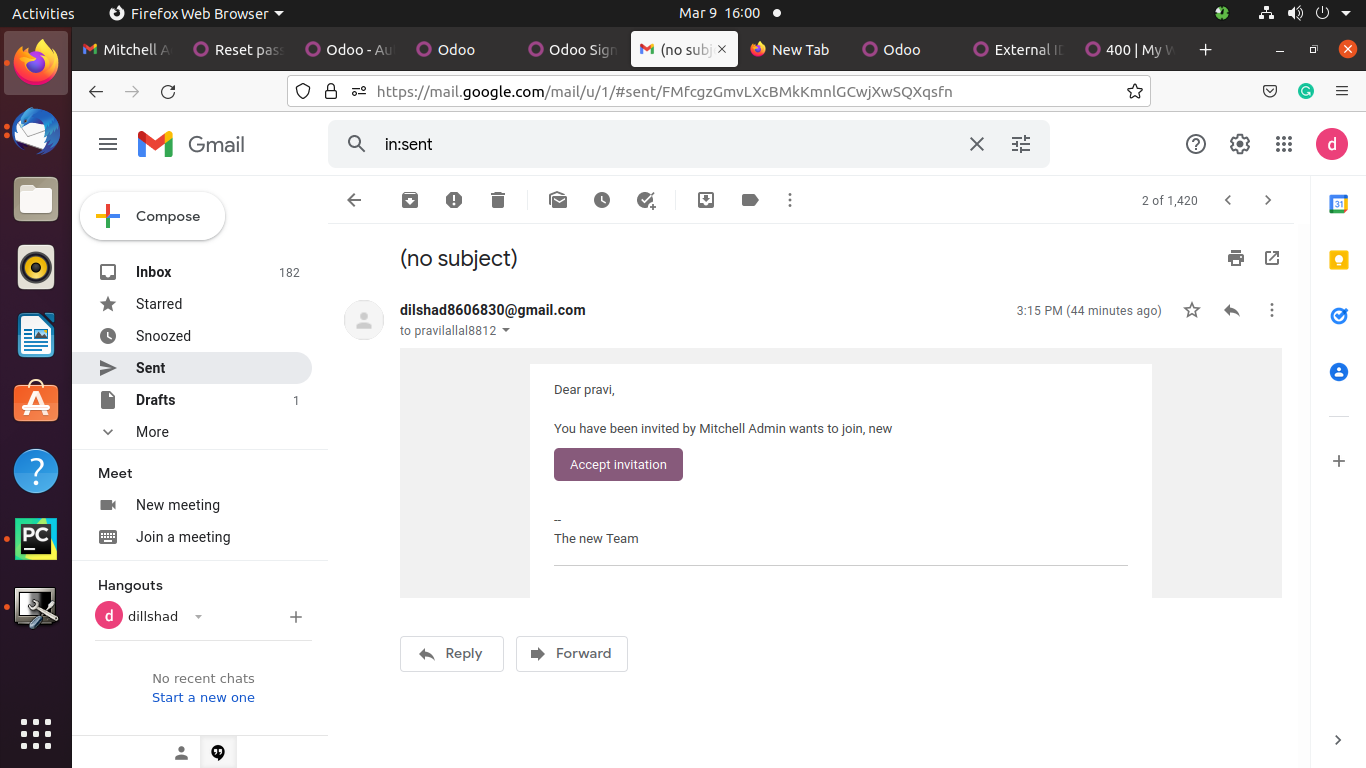 Activities Firefox Web Browser Mar 9 16:00
Mitchell A Reset pass Odoo - Au Odoo Odoo Sign (no subj New Tab Odoo External ID 400 | My W
https://mail.google.com/mail/u/1/#sent/FMfcgzGmvLXcBMkKmnlGCwjXwSQXqsfn
Gmail in:sent d
Compose 2 of 1,420
31
(no subject)
Inbox 182
Starred
dilshad8606830@gmail.com 3:15 PM (44 minutes ago)
to pravilallal8812
Snoozed
Sent
Drafts 1
More
Dear pravi,
You have been invited by Mitchell Admin wants to join, new
Accept invitation
--
The new Team
Meet
New meeting
Join a meeting
Hangouts
d dillshad
No recent chats
Start a new one
Reply Forward
PC